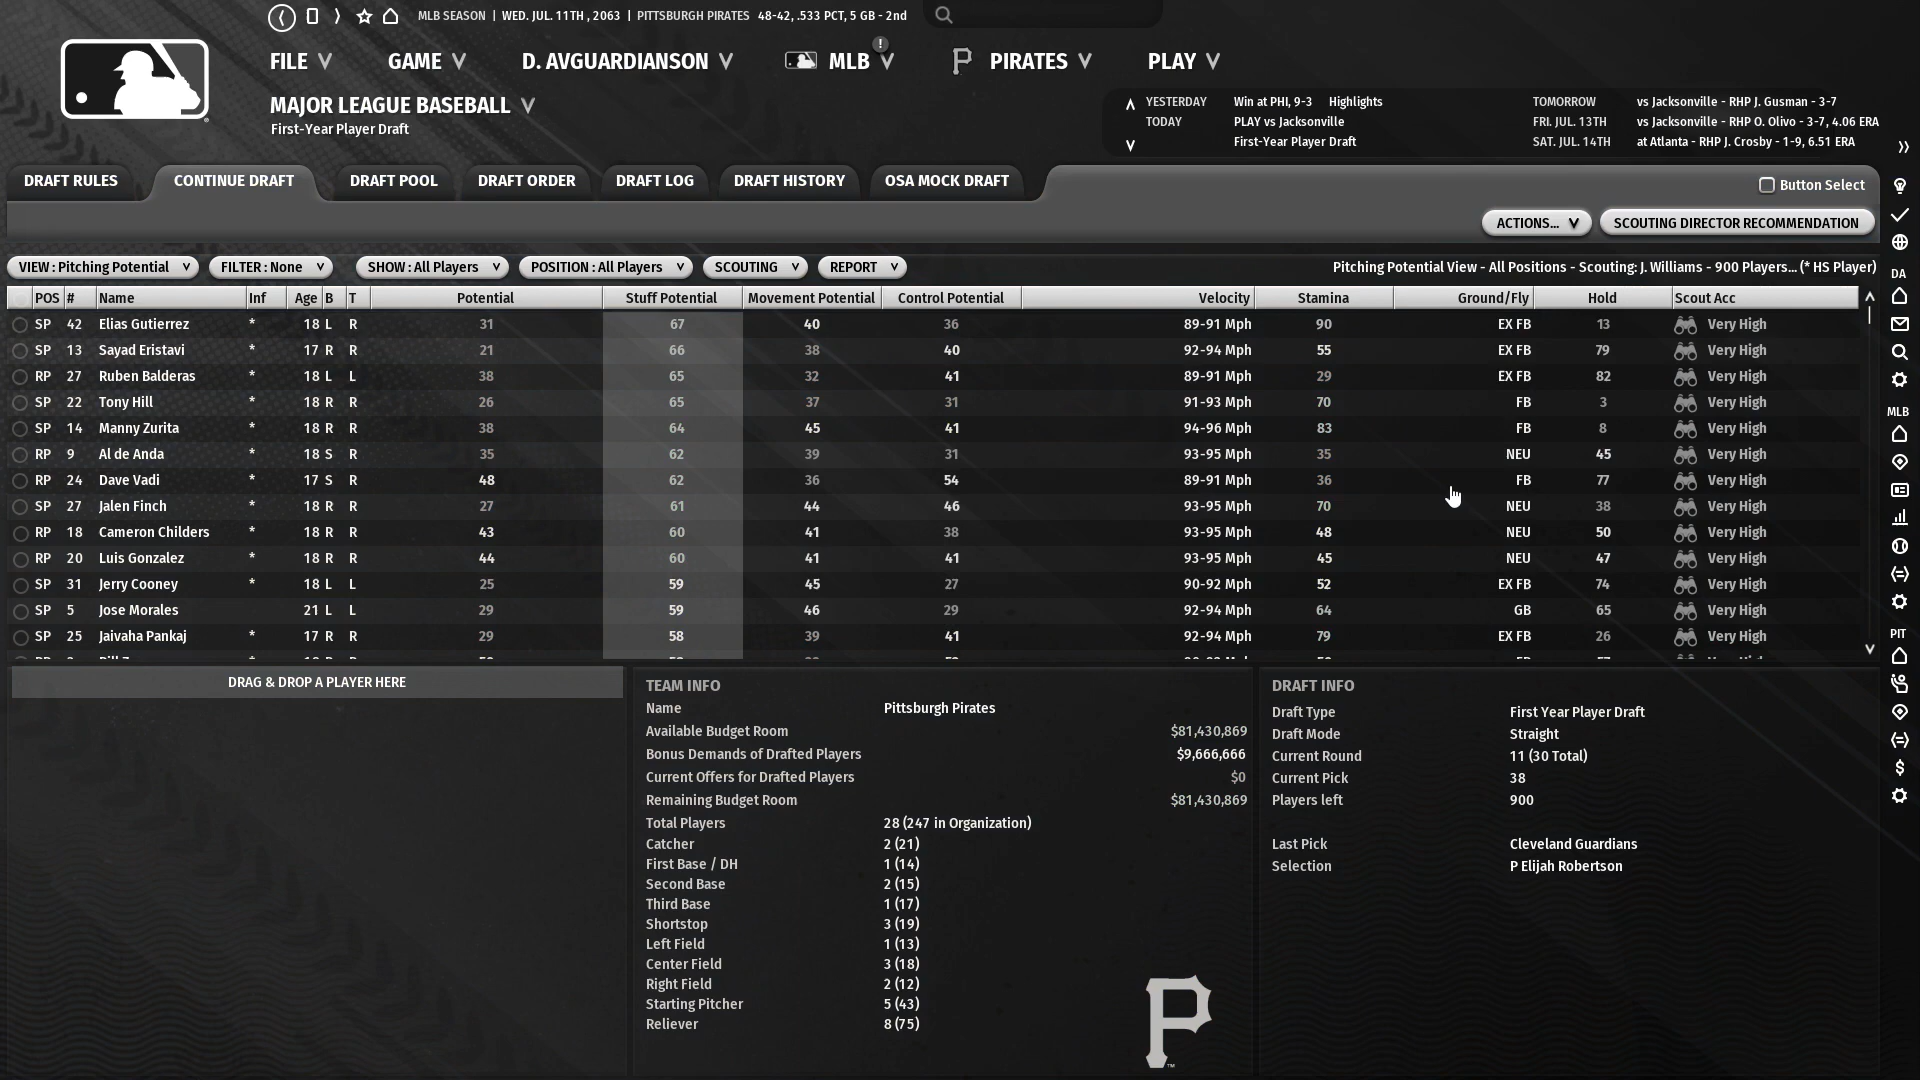 MLB SEASON | WED. JUL. 11TH , 2063 | PITTSBURGH PIRATES 48-42, .533 PCT, 5 GB - 2nd
FILE GAME D. AVGUARDIANSON MLB ! PIRATES PLAY
MAJOR LEAGUE BASEBALL
First-Year Player Draft
YESTERDAY Win at PHI, 9-3 Highlights TOMORROW vs Jacksonville - RHP J. Gusman - 3-7
TODAY PLAY vs Jacksonville FRI. JUL. 13TH vs Jacksonville - RHP O. Olivo - 3-7, 4.06 ERA
First-Year Player Draft SAT. JUL. 14TH at Atlanta - RHP J. Crosby - 1-9, 6.51 ERA
DRAFT RULES CONTINUE DRAFT DRAFT POOL DRAFT ORDER DRAFT LOG DRAFT HISTORY OSA MOCK DRAFT
Button Select
ACTIONS... SCOUTING DIRECTOR RECOMMENDATION
VIEW : Pitching Potential FILTER : None SHOW : All Players POSITION : All Players SCOUTING REPORT Pitching Potential View - All Positions - Scouting: J. Williams - 900 Players... (* HS Player)
POS # Name Inf Age B T Potential Stuff Potential Movement Potential Control Potential Velocity Stamina Ground/Fly Hold Scout Acc
SP 42 Elias Gutierrez * 18 L R 31 67 40 36 89-91 Mph 90 EX FB 13 Very High
SP 13 Sayad Eristavi * 17 R R 21 66 38 40 92-94 Mph 55 EX FB 79 Very High
RP 27 Ruben Balderas * 18 L L 38 65 32 41 89-91 Mph 29 EX FB 82 Very High
SP 22 Tony Hill * 18 R R 26 65 37 31 91-93 Mph 70 FB 3 Very High
SP 14 Manny Zurita * 18 R R 38 64 45 41 94-96 Mph 83 FB 8 Very High
RP 9 Al de Anda * 18 S R 35 62 39 31 93-95 Mph 35 NEU 45 Very High
RP 24 Dave Vadi * 17 S R 48 62 36 54 89-91 Mph 36 FB 77 Very High
SP 27 Jalen Finch * 18 R R 27 61 44 46 93-95 Mph 70 NEU 38 Very High
RP 18 Cameron Childers * 18 R R 43 60 41 38 93-95 Mph 48 NEU 50 Very High
RP 20 Luis Gonzalez * 18 R R 44 60 41 41 93-95 Mph 45 NEU 47 Very High
SP 31 Jerry Cooney * 18 L L 25 59 45 27 90-92 Mph 52 EX FB 74 Very High
SP 5 Jose Morales 21 L L 29 59 46 29 92-94 Mph 64 GB 65 Very High
SP 25 Jaivaha Pankaj * 17 R R 29 58 39 41 92-94 Mph 79 EX FB 26 Very High
DA
MLB
PIT
DRAG & DROP A PLAYER HERE
TEAM INFO
Name Pittsburgh Pirates
Available Budget Room $81,430,869
Bonus Demands of Drafted Players $9,666,666
Current Offers for Drafted Players $0
Remaining Budget Room $81,430,869
Total Players 28 (247 in Organization)
Catcher 2 (21)
First Base / DH 1 (14)
Second Base 2 (15)
Third Base 1 (17)
Shortstop 3 (19)
Left Field 1 (13)
Center Field 3 (18)
Right Field 2 (12)
Starting Pitcher 5 (43)
Reliever 8 (75)
P
DRAFT INFO
Draft Type First Year Player Draft
Draft Mode Straight
Current Round 11 (30 Total)
Current Pick 38
Players left 900
Last Pick Cleveland Guardians
Selection P Elijah Robertson